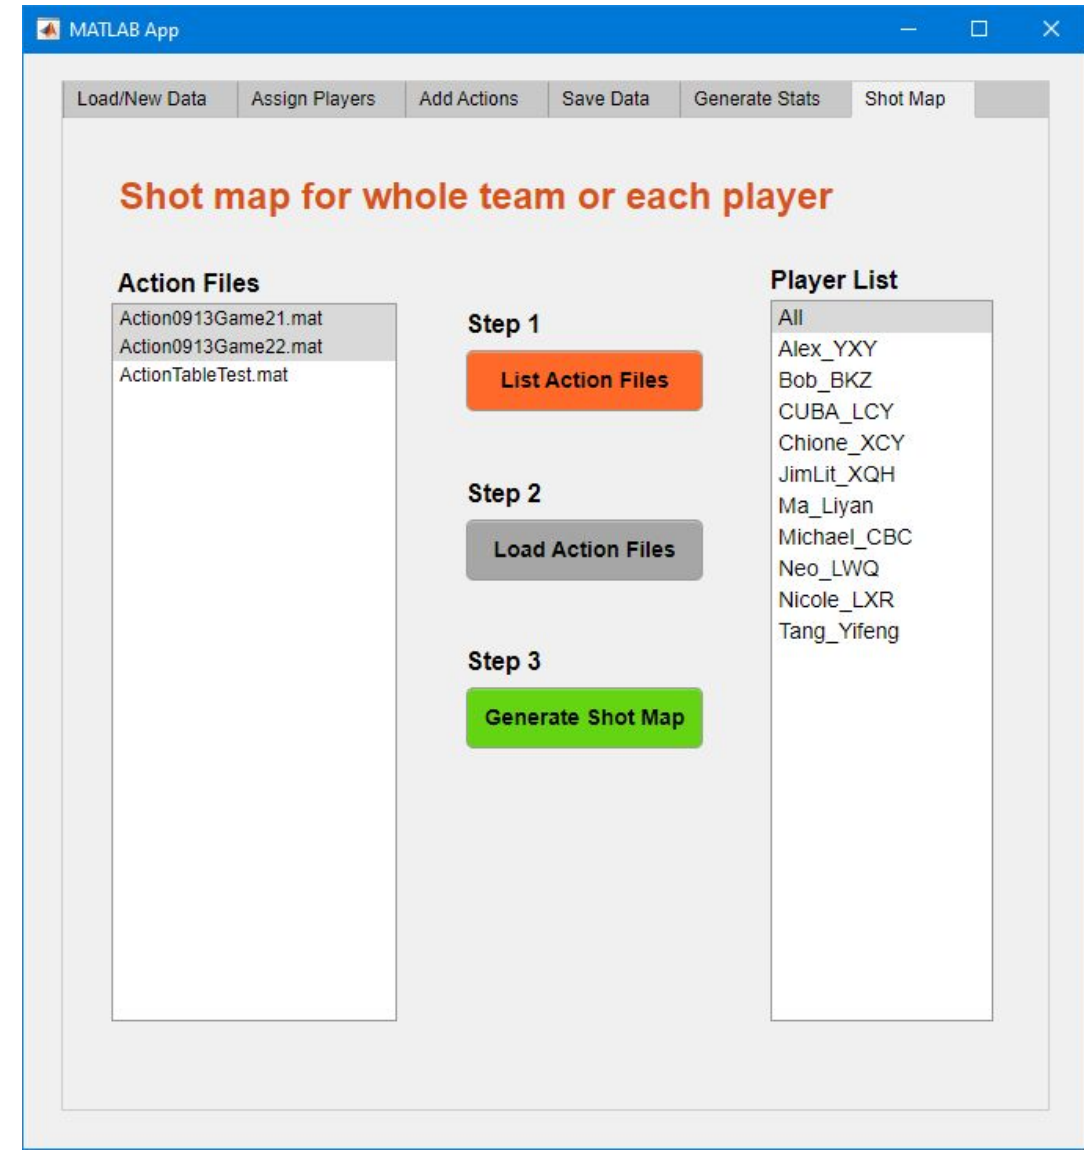 MATLAB App
Load/New Data Assign Players Add Actions Save Data Generate Stats Shot Map
Shot map for whole team or each player
Action Files
Action0913Game21.mat
Action0913Game22.mat
ActionTableTest.mat
Step 1
List Action Files
Step 2
Load Action Files
Step 3
Generate Shot Map
Player List
All
Alex_YXY
Bob_BKZ
CUBA_LCY
Chione_XCY
JimLit_XQH
Ma_Liyan
Michael_CBC
Neo_LWQ
Nicole_LXR
Tang_Yifeng